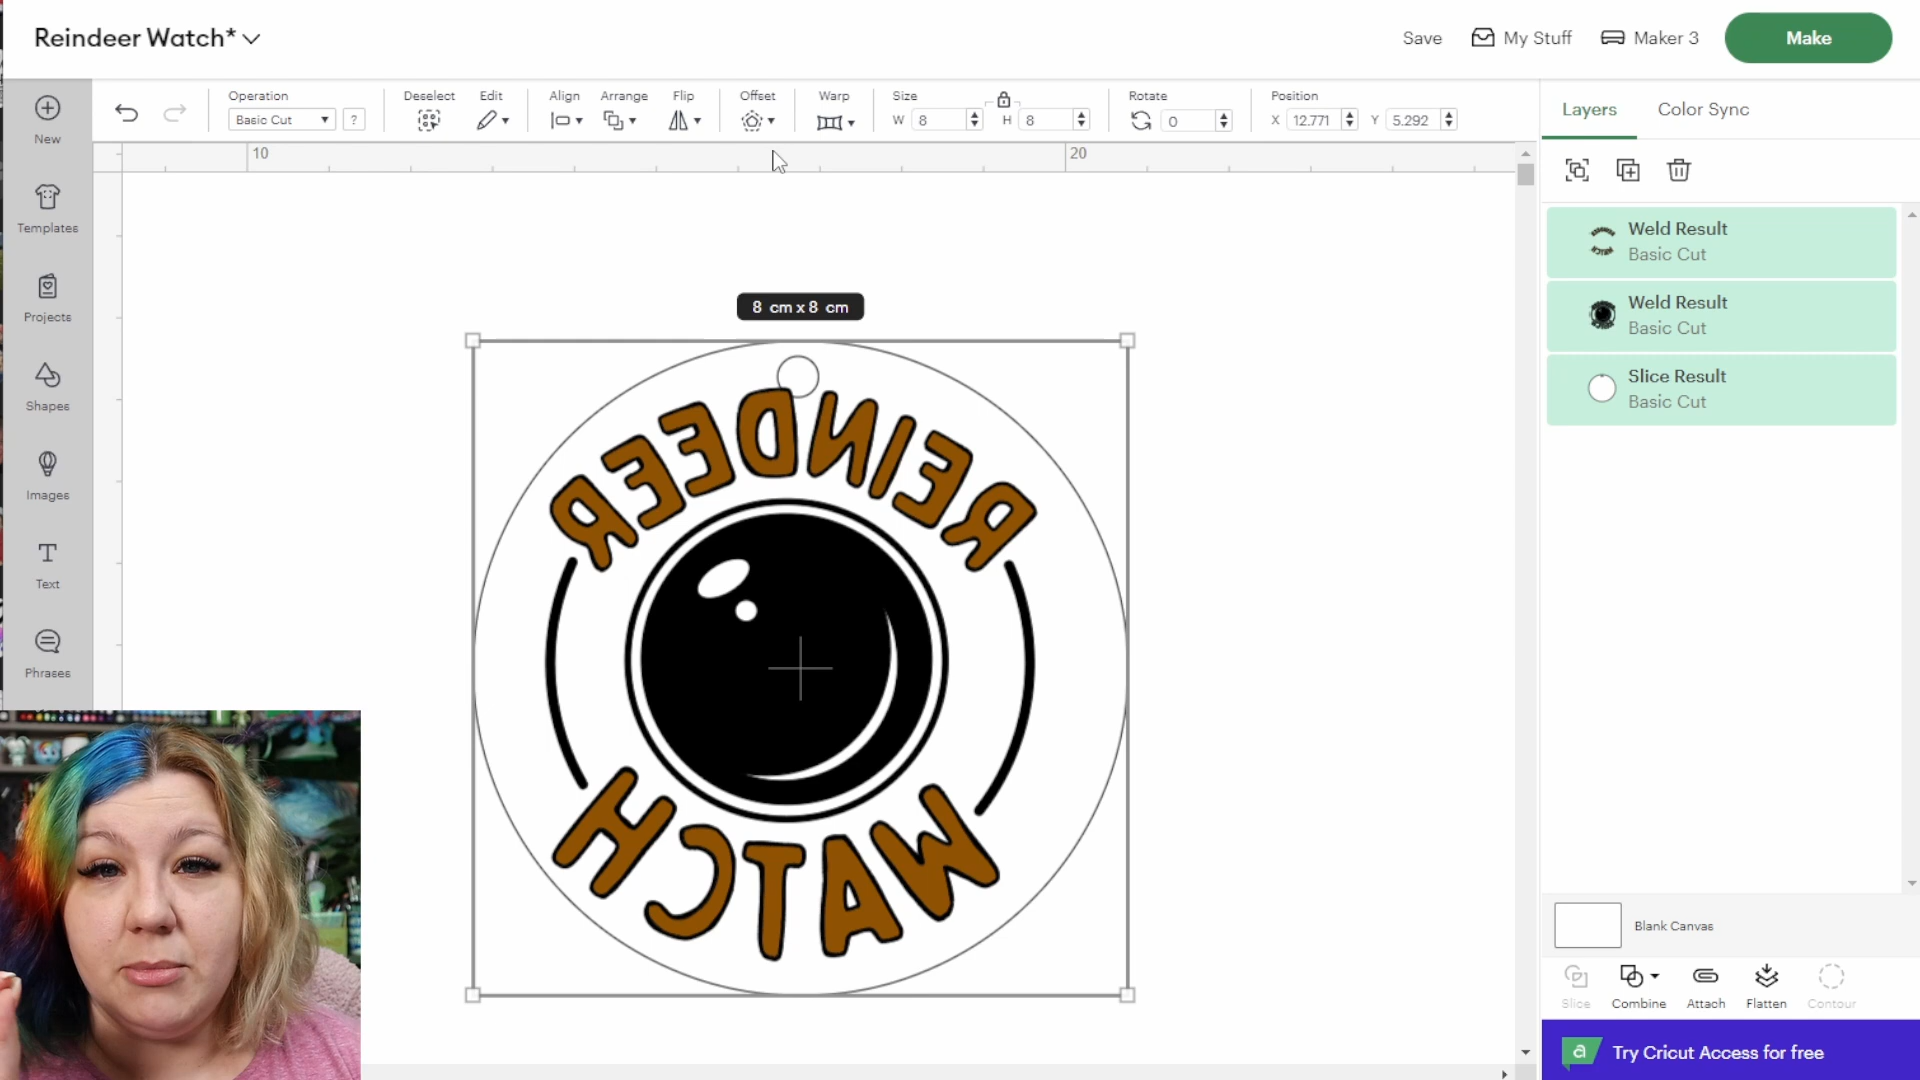 Reindeer Watch*
Save
My Stuff
Maker 3
Make
New
Templates
Projects
Shapes
Images
Text
Phrases
Operation
Basic Cut
?
Deselect
Edit
Align
Arrange
Flip
Offset
Warp
Size
W 8
H 8
Rotate
0
Position
X 12.771
Y 5.292
10
20
8 cm x 8 cm
REINDEER
WATCH
Layers
Color Sync
Weld Result
Basic Cut
Weld Result
Basic Cut
Slice Result
Basic Cut
Blank Canvas
Slice
Combine
Attach
Flatten
Contour
a
Try Cricut Access for free